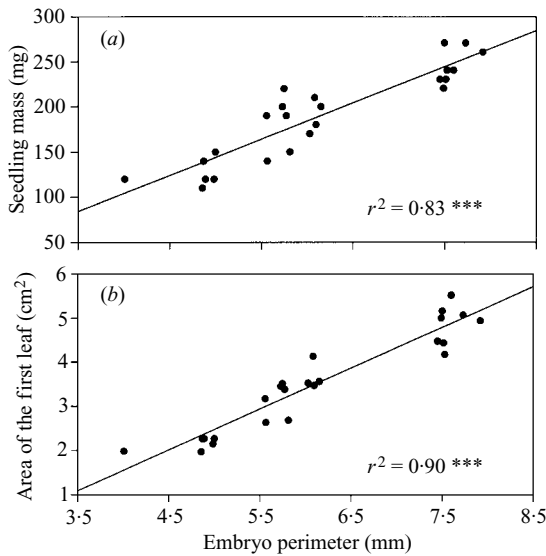 (a)
Seedling mass (mg)
300
250
200
150
100
50
r² = 0·83 ***
(b)
Area of the first leaf (cm²)
6
5
4
3
2
1
r² = 0·90 ***
3·5 4·5 5·5 6·5 7·5 8·5
Embryo perimeter (mm)